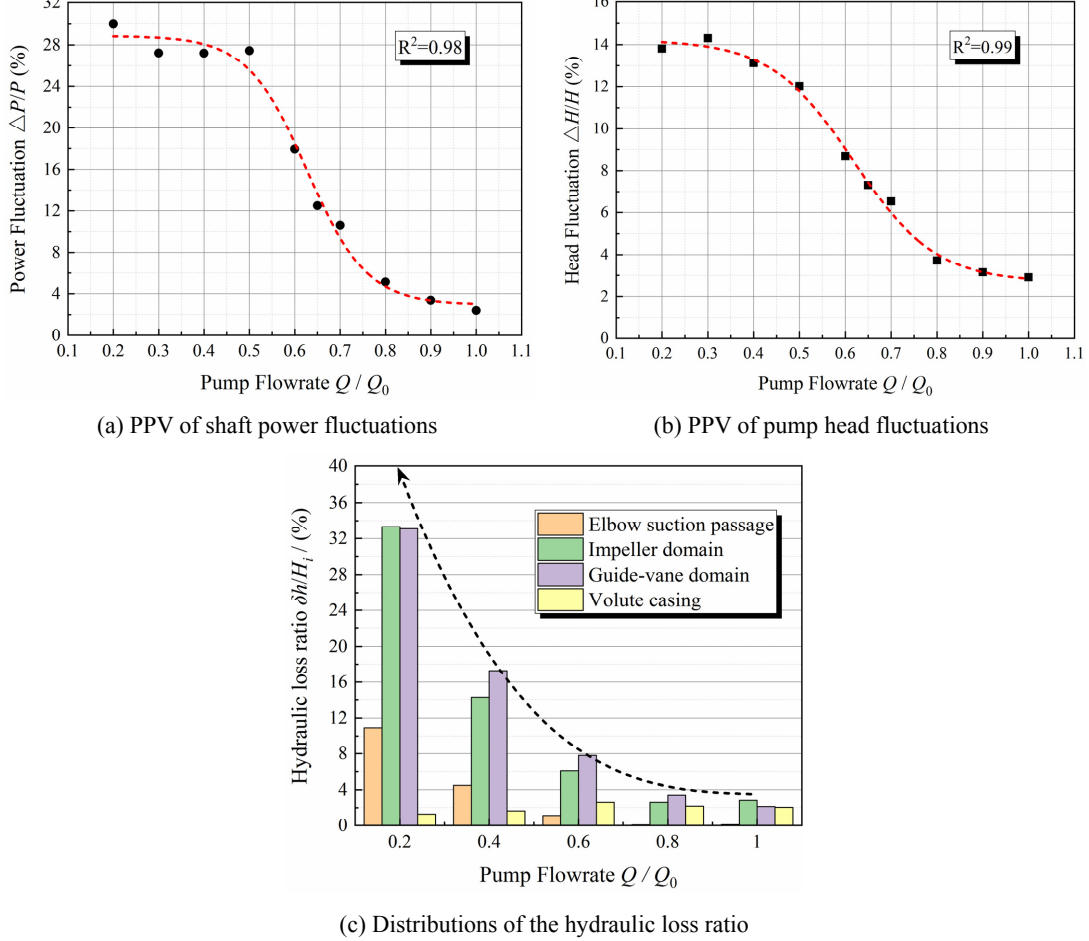 32
28
24
20
16
12
8
4
0
Power Fluctuation △P/P (%)
R²=0.98
0.1 0.2 0.3 0.4 0.5 0.6 0.7 0.8 0.9 1.0 1.1
Pump Flowrate Q / Q₀
(a) PPV of shaft power fluctuations
16
14
12
10
8
6
4
2
0
Head Fluctuation △H/H (%)
R²=0.99
0.1 0.2 0.3 0.4 0.5 0.6 0.7 0.8 0.9 1.0 1.1
Pump Flowrate Q / Q₀
(b) PPV of pump head fluctuations
40
36
32
28
24
20
16
12
8
4
0
Hydraulic loss ratio δh/Hᵢ / (%)
Elbow suction passage
Impeller domain
Guide-vane domain
Volute casing
0.2 0.4 0.6 0.8 1
Pump Flowrate Q / Q₀
(c) Distributions of the hydraulic loss ratio